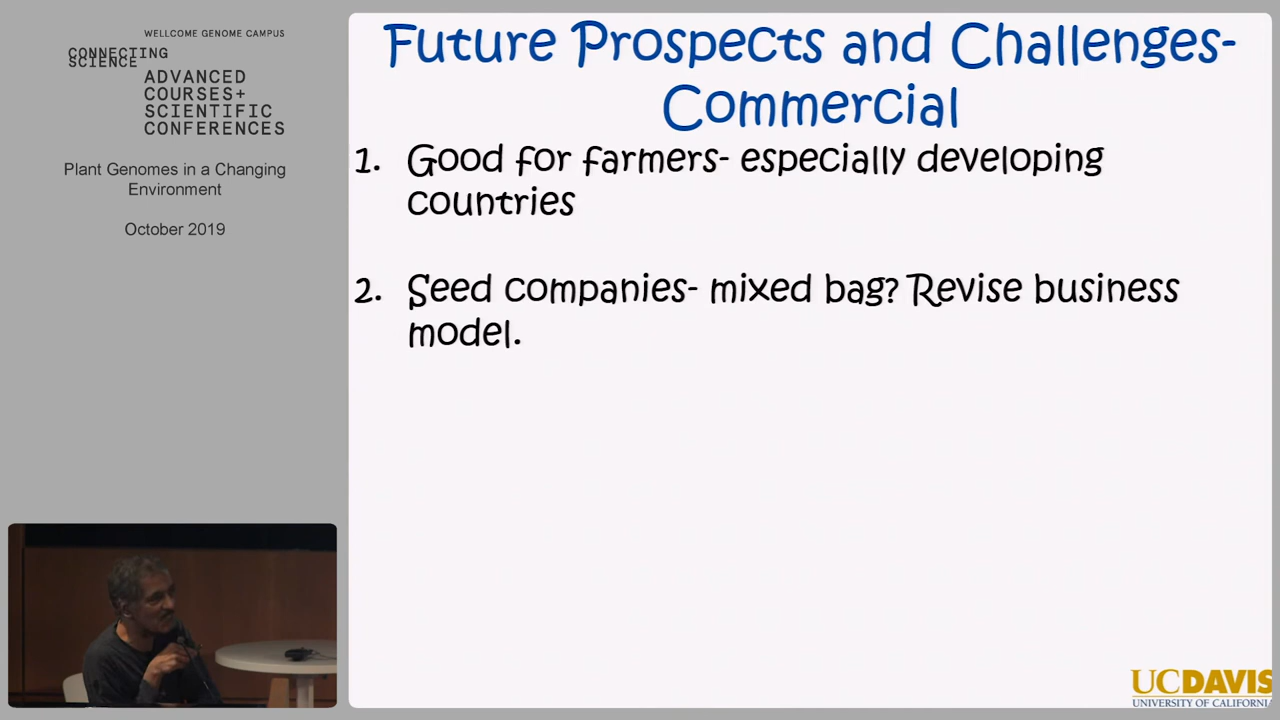 WELLCOME GENOME CAMPUS
CONNECTING
SCIENCE
ADVANCED
COURSES+
SCIENTIFIC
CONFERENCES
Plant Genomes in a Changing
Environment
October 2019
Future Prospects and Challenges-
Commercial
1. Good for farmers- especially developing
countries
2. Seed companies- mixed bag? Revise business
model.
UCDAVIS
UNIVERSITY OF CALIFORNIA